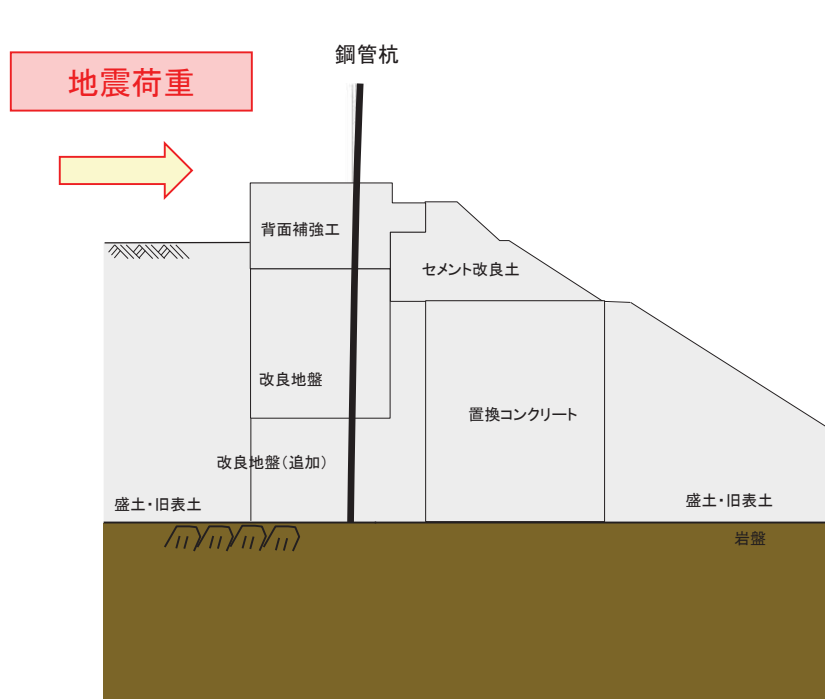 鋼管杭
地震荷重
背面補強工
セメント改良土
改良地盤
置換コンクリート
改良地盤(追加)
盛土・旧表土
盛土・旧表土
岩盤